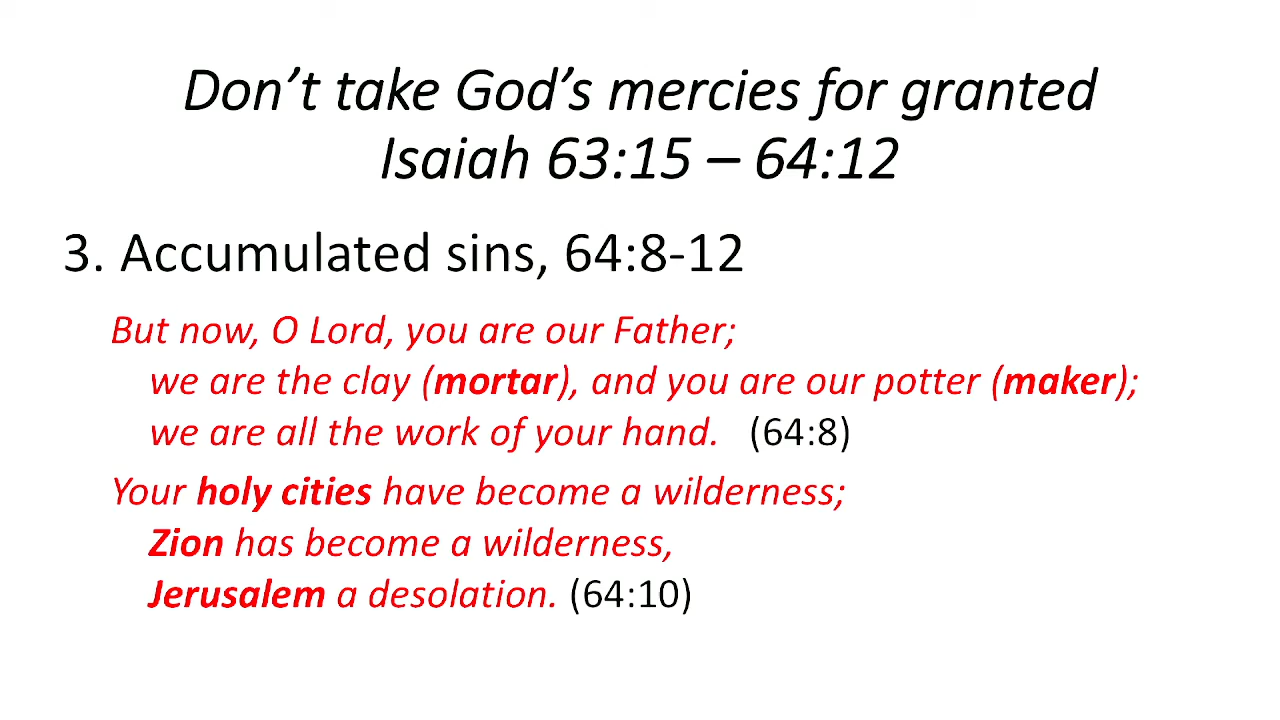 Don’t take God’s mercies for granted
Isaiah 63:15 – 64:12
3. Accumulated sins, 64:8-12
But now, O Lord, you are our Father;
we are the clay (mortar), and you are our potter (maker);
we are all the work of your hand. (64:8)
Your holy cities have become a wilderness;
Zion has become a wilderness,
Jerusalem a desolation. (64:10)